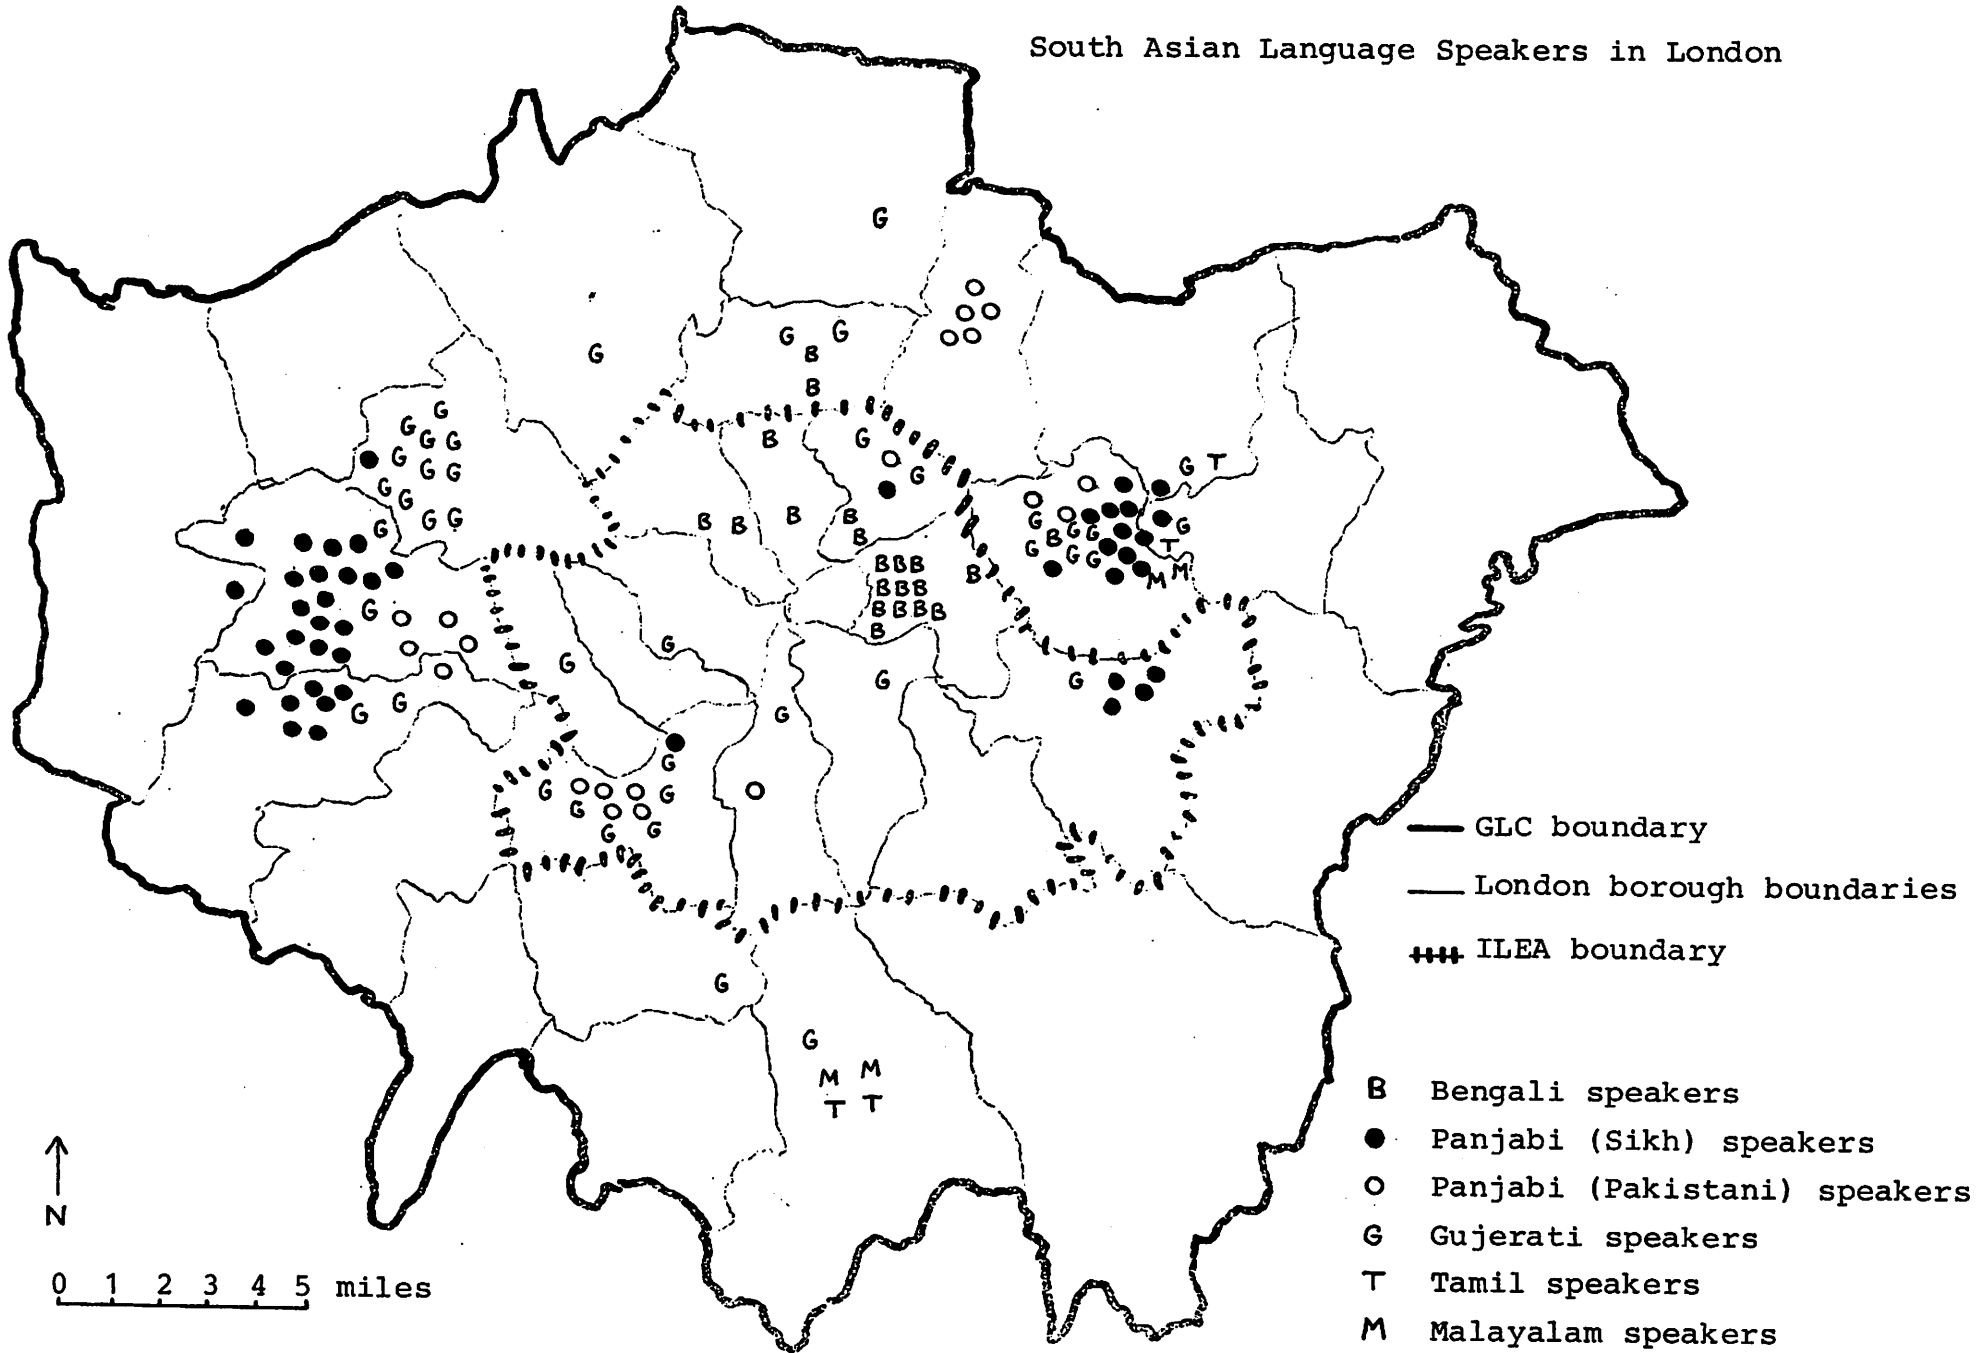 South Asian Language Speakers in London
G
G
G G
B
B
G
B G
G
G G G
G G G
G G
G G
G
B B B B
B
G T
G G
B G G
G G G
T
M M
B B B
B B B
B B B B
B
B
G
G
G
G
G
G
G
G
G
G G
G
G G
G
G
M M
T T
GLC boundary
London borough boundaries
ILEA boundary
B Bengali speakers
Panjabi (Sikh) speakers
Panjabi (Pakistani) speakers
G Gujerati speakers
T Tamil speakers
M Malayalam speakers
N
0 1 2 3 4 5 miles